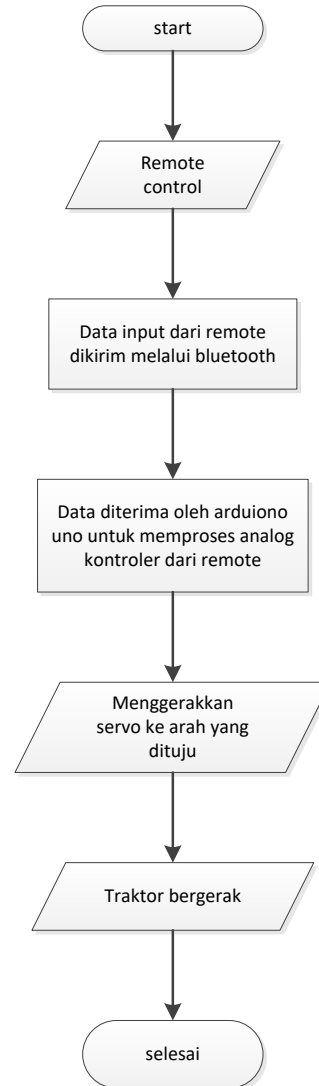 start
Remote
control
Data input dari remote
dikirim melalui bluetooth
Data diterima oleh arduiono
uno untuk memproses analog
kontroler dari remote
Menggerakkan
servo ke arah yang
dituju
Traktor bergerak
selesai